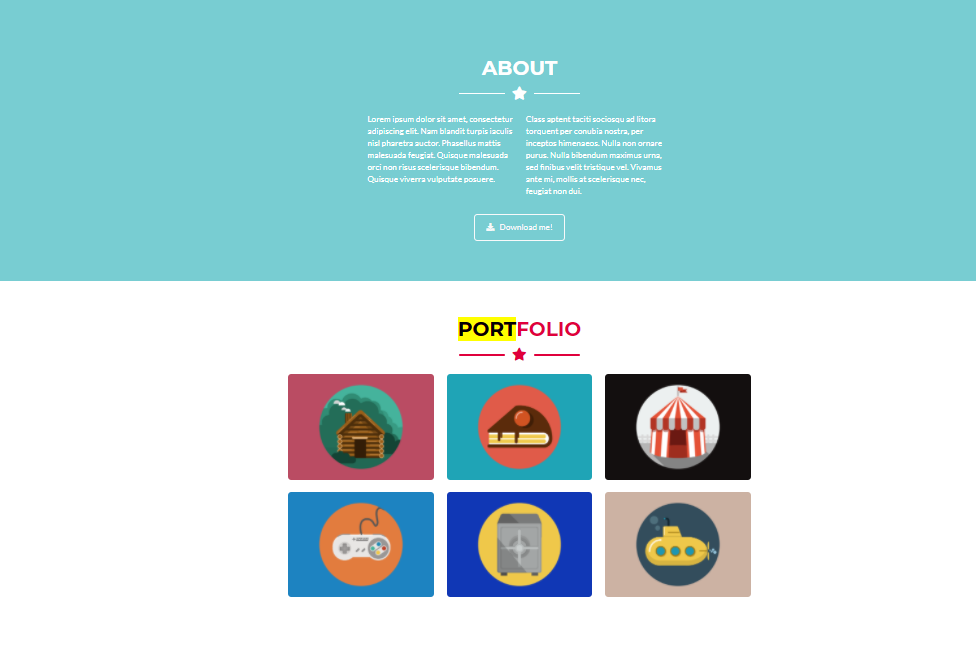 ABOUT
Lorem ipsum dolor sit amet, consectetur
adipiscing elit. Nam blandit turpis iaculis
nisl pharetra auctor. Phasellus mattis
malesuada feugiat. Quisque malesuada
orci non risus scelerisque bibendum.
Quisque viverra vulputate posuere.
Class aptent taciti sociosqu ad litora
torquent per conubia nostra, per
inceptos himenaeos. Nulla non ornare
purus. Nulla bibendum maximus urna,
sed finibus velit tristique vel. Vivamus
ante mi, mollis at scelerisque nec,
feugiat non dui.
Download me!
PORTFOLIO